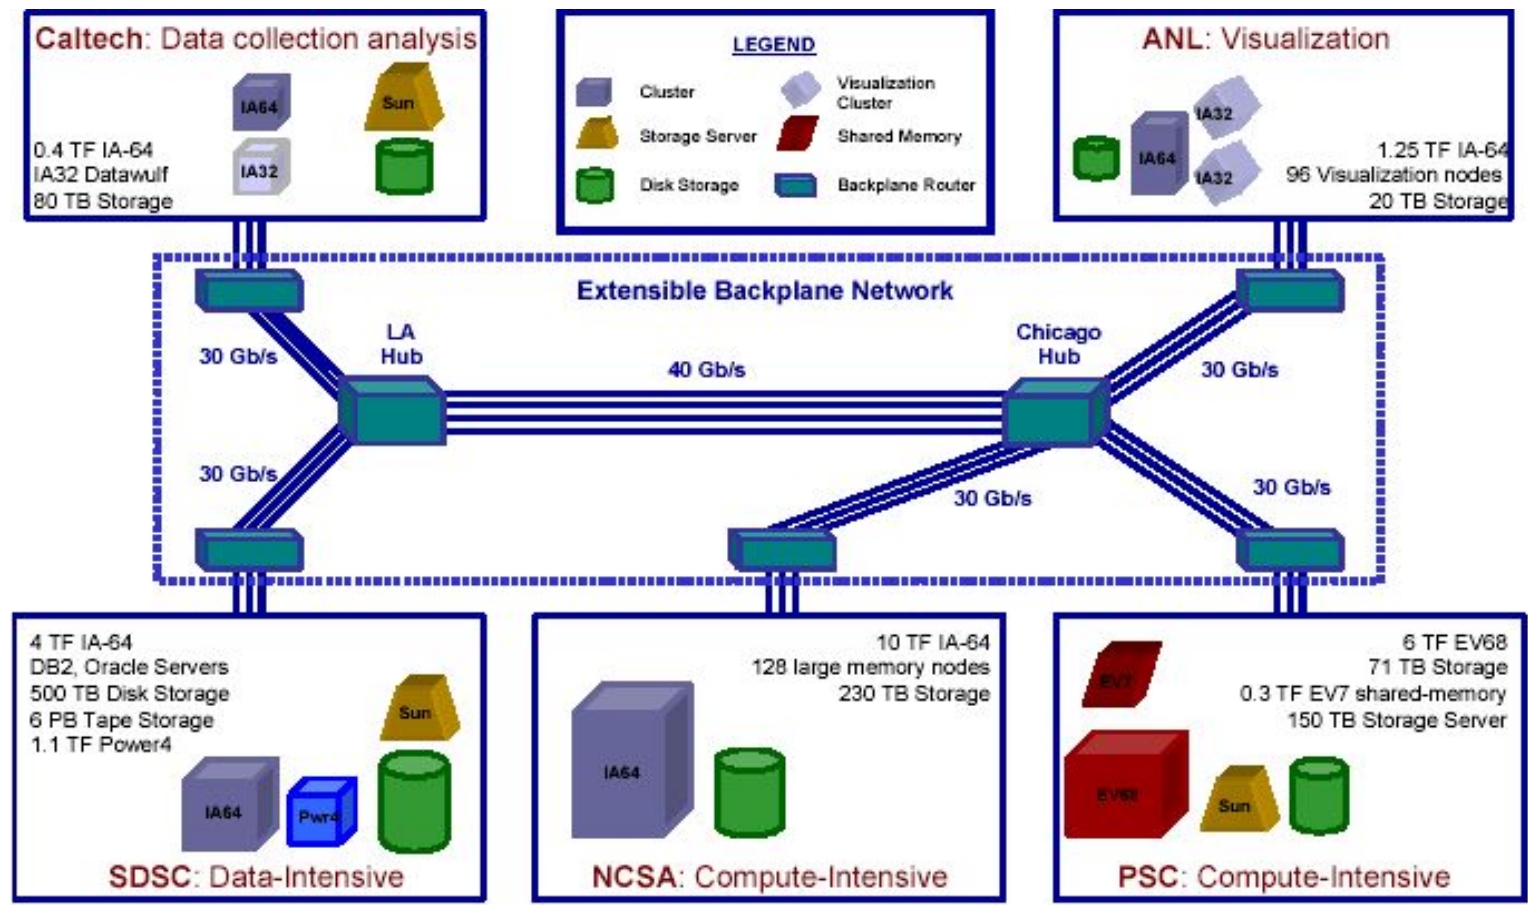 Caltech: Data collection analysis
IA64
Sun
IA32
0.4 TF IA-64
IA32 Datawulf
80 TB Storage
LEGEND
Cluster
Visualization
Cluster
Storage Server
Shared Memory
Disk Storage
Backplane Router
ANL: Visualization
IA32
IA64
IA32
1.25 TF IA-64
96 Visualization nodes
20 TB Storage
Extensible Backplane Network
LA
Hub
Chicago
Hub
30 Gb/s
40 Gb/s
30 Gb/s
30 Gb/s
30 Gb/s
30 Gb/s
4 TF IA-64
DB2, Oracle Servers
500 TB Disk Storage
6 PB Tape Storage
1.1 TF Power4
Sun
IA64
Pwr4
SDSC: Data-Intensive
10 TF IA-64
128 large memory nodes
230 TB Storage
IA64
NCSA: Compute-Intensive
6 TF EV68
71 TB Storage
0.3 TF EV7 shared-memory
150 TB Storage Server
EV7
EV68
Sun
PSC: Compute-Intensive